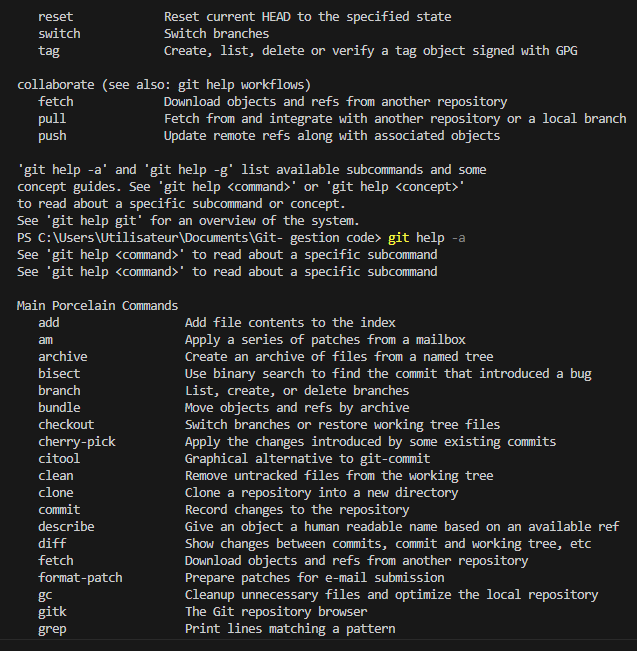 reset Reset current HEAD to the specified state
switch Switch branches
tag Create, list, delete or verify a tag object signed with GPG
collaborate (see also: git help workflows)
fetch Download objects and refs from another repository
pull Fetch from and integrate with another repository or a local branch
push Update remote refs along with associated objects
'git help -a' and 'git help -g' list available subcommands and some
concept guides. See 'git help <command>' or 'git help <concept>'
to read about a specific subcommand or concept.
See 'git help git' for an overview of the system.
PS C:\Users\Utilisateur\Documents\Git- gestion code> git help -a
See 'git help <command>' to read about a specific subcommand
See 'git help <command>' to read about a specific subcommand
Main Porcelain Commands
add Add file contents to the index
am Apply a series of patches from a mailbox
archive Create an archive of files from a named tree
bisect Use binary search to find the commit that introduced a bug
branch List, create, or delete branches
bundle Move objects and refs by archive
checkout Switch branches or restore working tree files
cherry-pick Apply the changes introduced by some existing commits
citool Graphical alternative to git-commit
clean Remove untracked files from the working tree
clone Clone a repository into a new directory
commit Record changes to the repository
describe Give an object a human readable name based on an available ref
diff Show changes between commits, commit and working tree, etc
fetch Download objects and refs from another repository
format-patch Prepare patches for e-mail submission
gc Cleanup unnecessary files and optimize the local repository
gitk The Git repository browser
grep Print lines matching a pattern